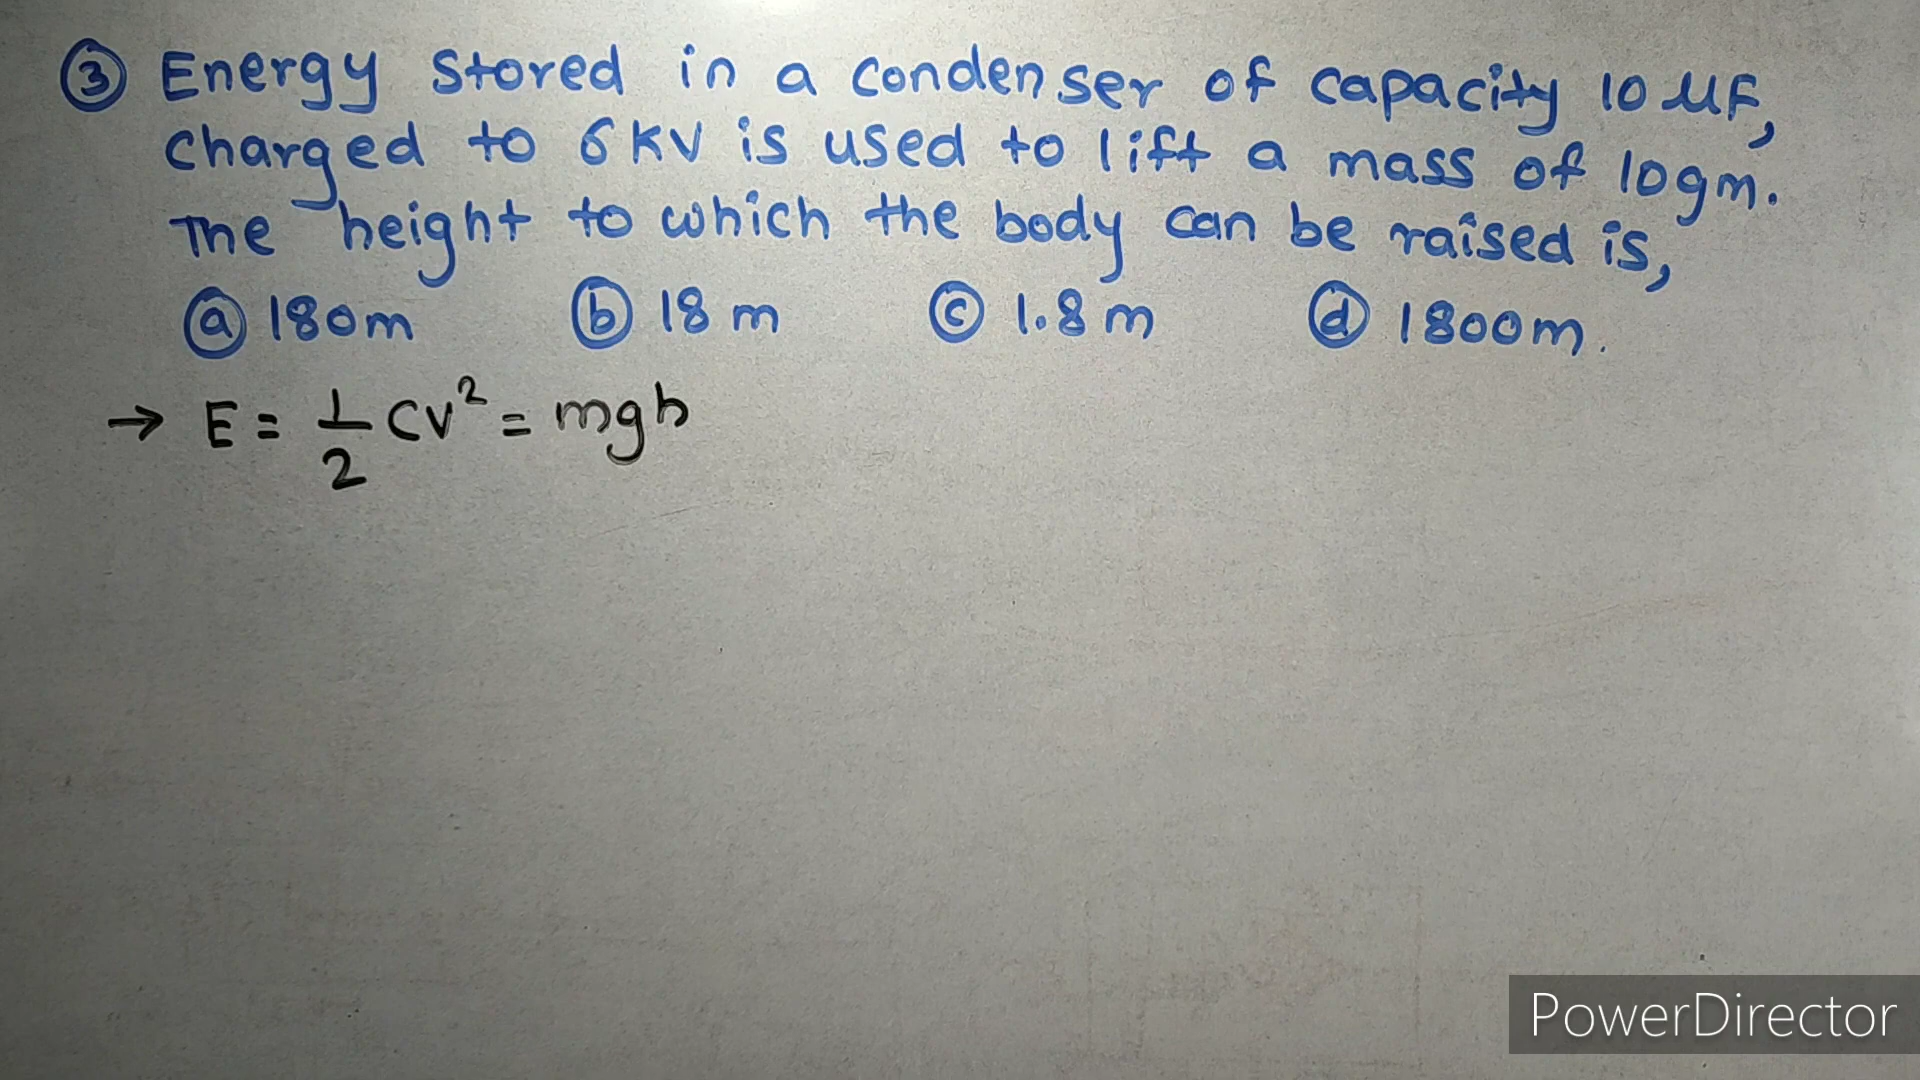 ③ Energy stored in a condenser of capacity 10 μF,
charged to 6 KV is used to lift a mass of 10gm.
The height to which the body can be raised is,
ⓐ 180m ⓑ 18 m ⓒ 1.8 m ⓓ 1800m.
→ E = 1/2 CV² = mgh
PowerDirector